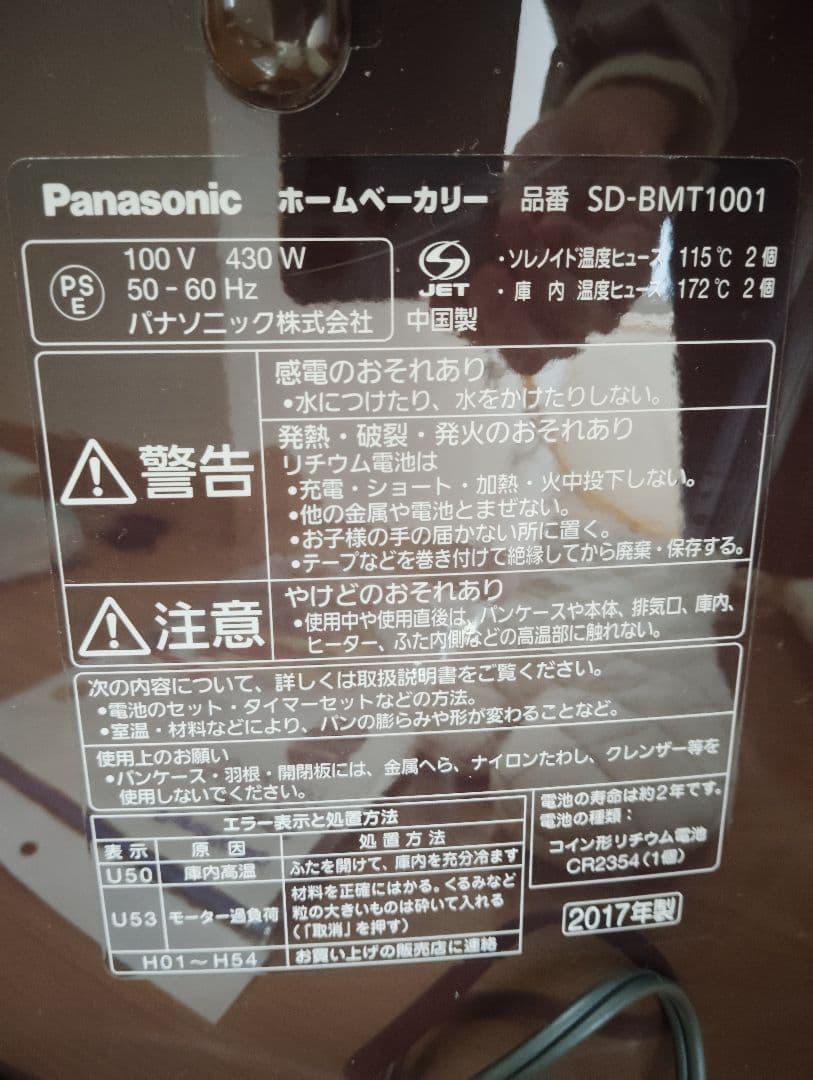 Panasonic ホームベーカリー 品番 SD-BMT1001
PS
E
100 V 430 W
50 - 60 Hz
パナソニック株式会社
JET
中国製
・ソレノイド温度ヒューズ 115℃ 2個
・庫内 温度ヒューズ 172℃ 2個
警告
感電のおそれあり
•水につけたり、水をかけたりしない。
発熱・破裂・発火のおそれあり
リチウム電池は
•充電・ショート・加熱・火中投下しない。
•他の金属や電池とまぜない。
•お子様の手の届かない所に置く。
•テープなどを巻き付けて絶縁してから廃棄・保存する。
注意
やけどのおそれあり
•使用中や使用直後は、パンケースや本体、排気口、庫内、
ヒーター、ふた内側などの高温部に触れない。
次の内容について、詳しくは取扱説明書をご覧ください。
•電池のセット・タイマーセットなどの方法。
•室温・材料などにより、パンの膨らみや形が変わることなど。
使用上のお願い
•パンケース・羽根・開閉板には、金属へら、ナイロンたわし、クレンザー等を
使用しないでください。
エラー表示と処置方法
表示 原因 処置方法
U50 庫内高温 ふたを開けて、庫内を充分冷ます
U53 モーター過負荷 材料を正確にはかる。くるみなど
粒の大きいものは砕いて入れる
(「取消」を押す)
H01～H54 お買い上げの販売店に連絡
電池の寿命は約2年です。
電池の種類：
コイン形リチウム電池
CR2354(1個)
2017年製